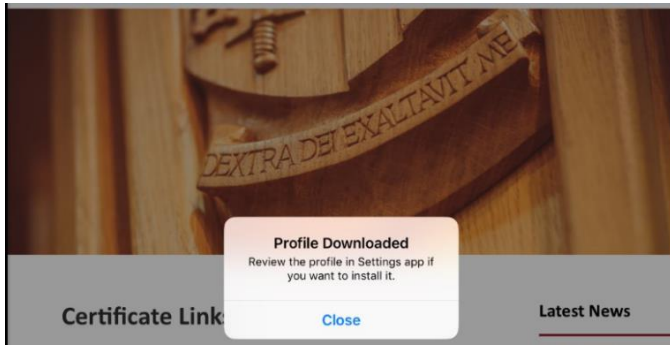 DEXTRA DEI EXALTAVIT ME
Profile Downloaded
Review the profile in Settings app if
you want to install it.
Close
Certificate Link
Latest News